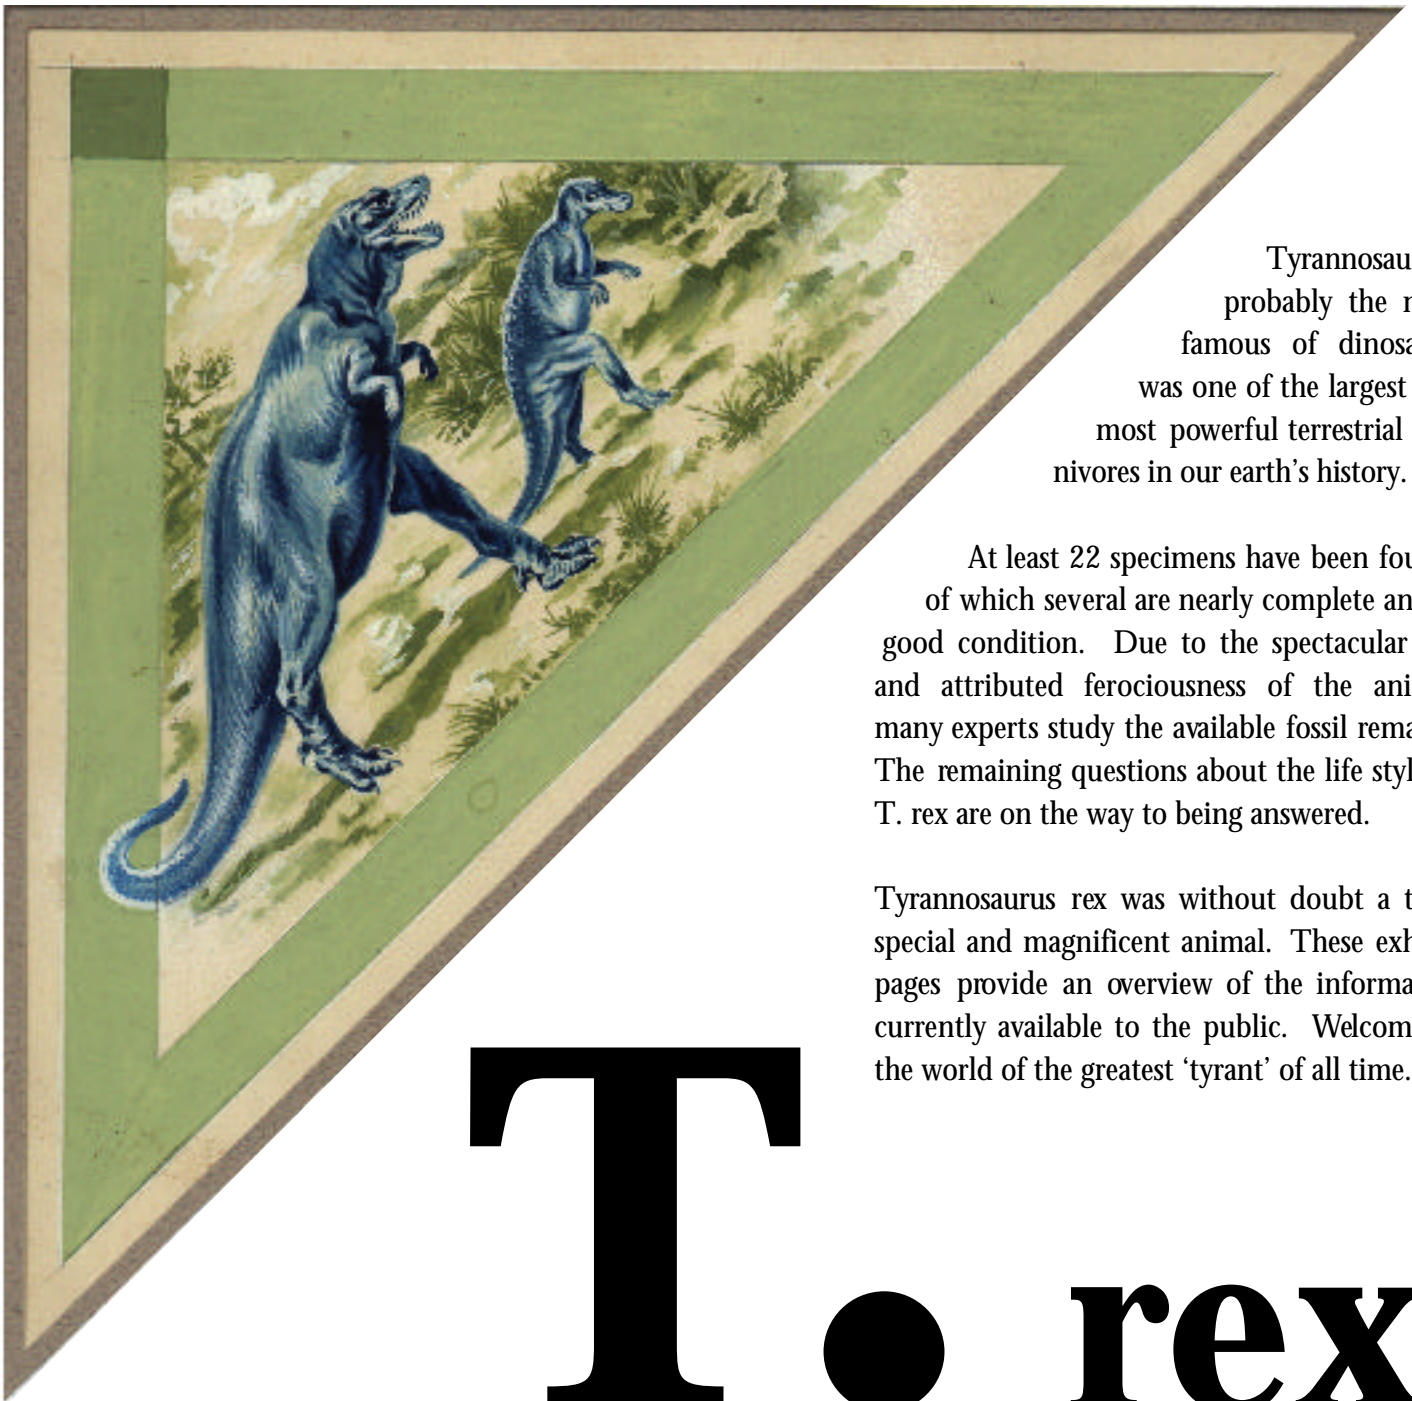 Tyrannosau
probably the
famous of dinosa
was one of the largest
most powerful terrestrial
nivores in our earth's history.
At least 22 specimens have been fou
of which several are nearly complete an
good condition. Due to the spectacular
and attributed ferociousness of the ani
many experts study the available fossil rema
The remaining questions about the life styl
T. rex are on the way to being answered.
Tyrannosaurus rex was without doubt a t
special and magnificent animal. These exh
pages provide an overview of the informa
currently available to the public. Welcom
the world of the greatest ‘tyrant’ of all time.
T. rex